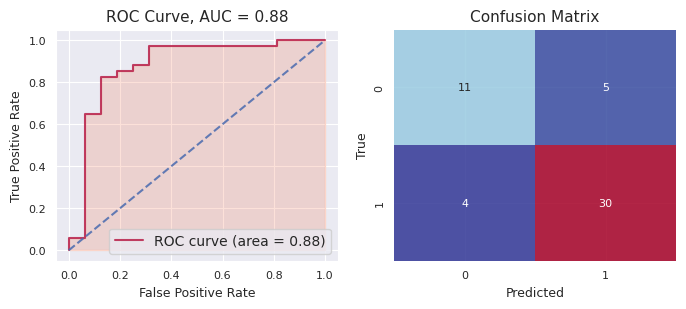 ROC Curve, AUC = 0.88
1.0
0.8
0.6
0.4
0.2
0.0
True Positive Rate
0.0 0.2 0.4 0.6 0.8 1.0
False Positive Rate
ROC curve (area = 0.88)
Confusion Matrix
True
0
1
11 5
4 30
0 1
Predicted